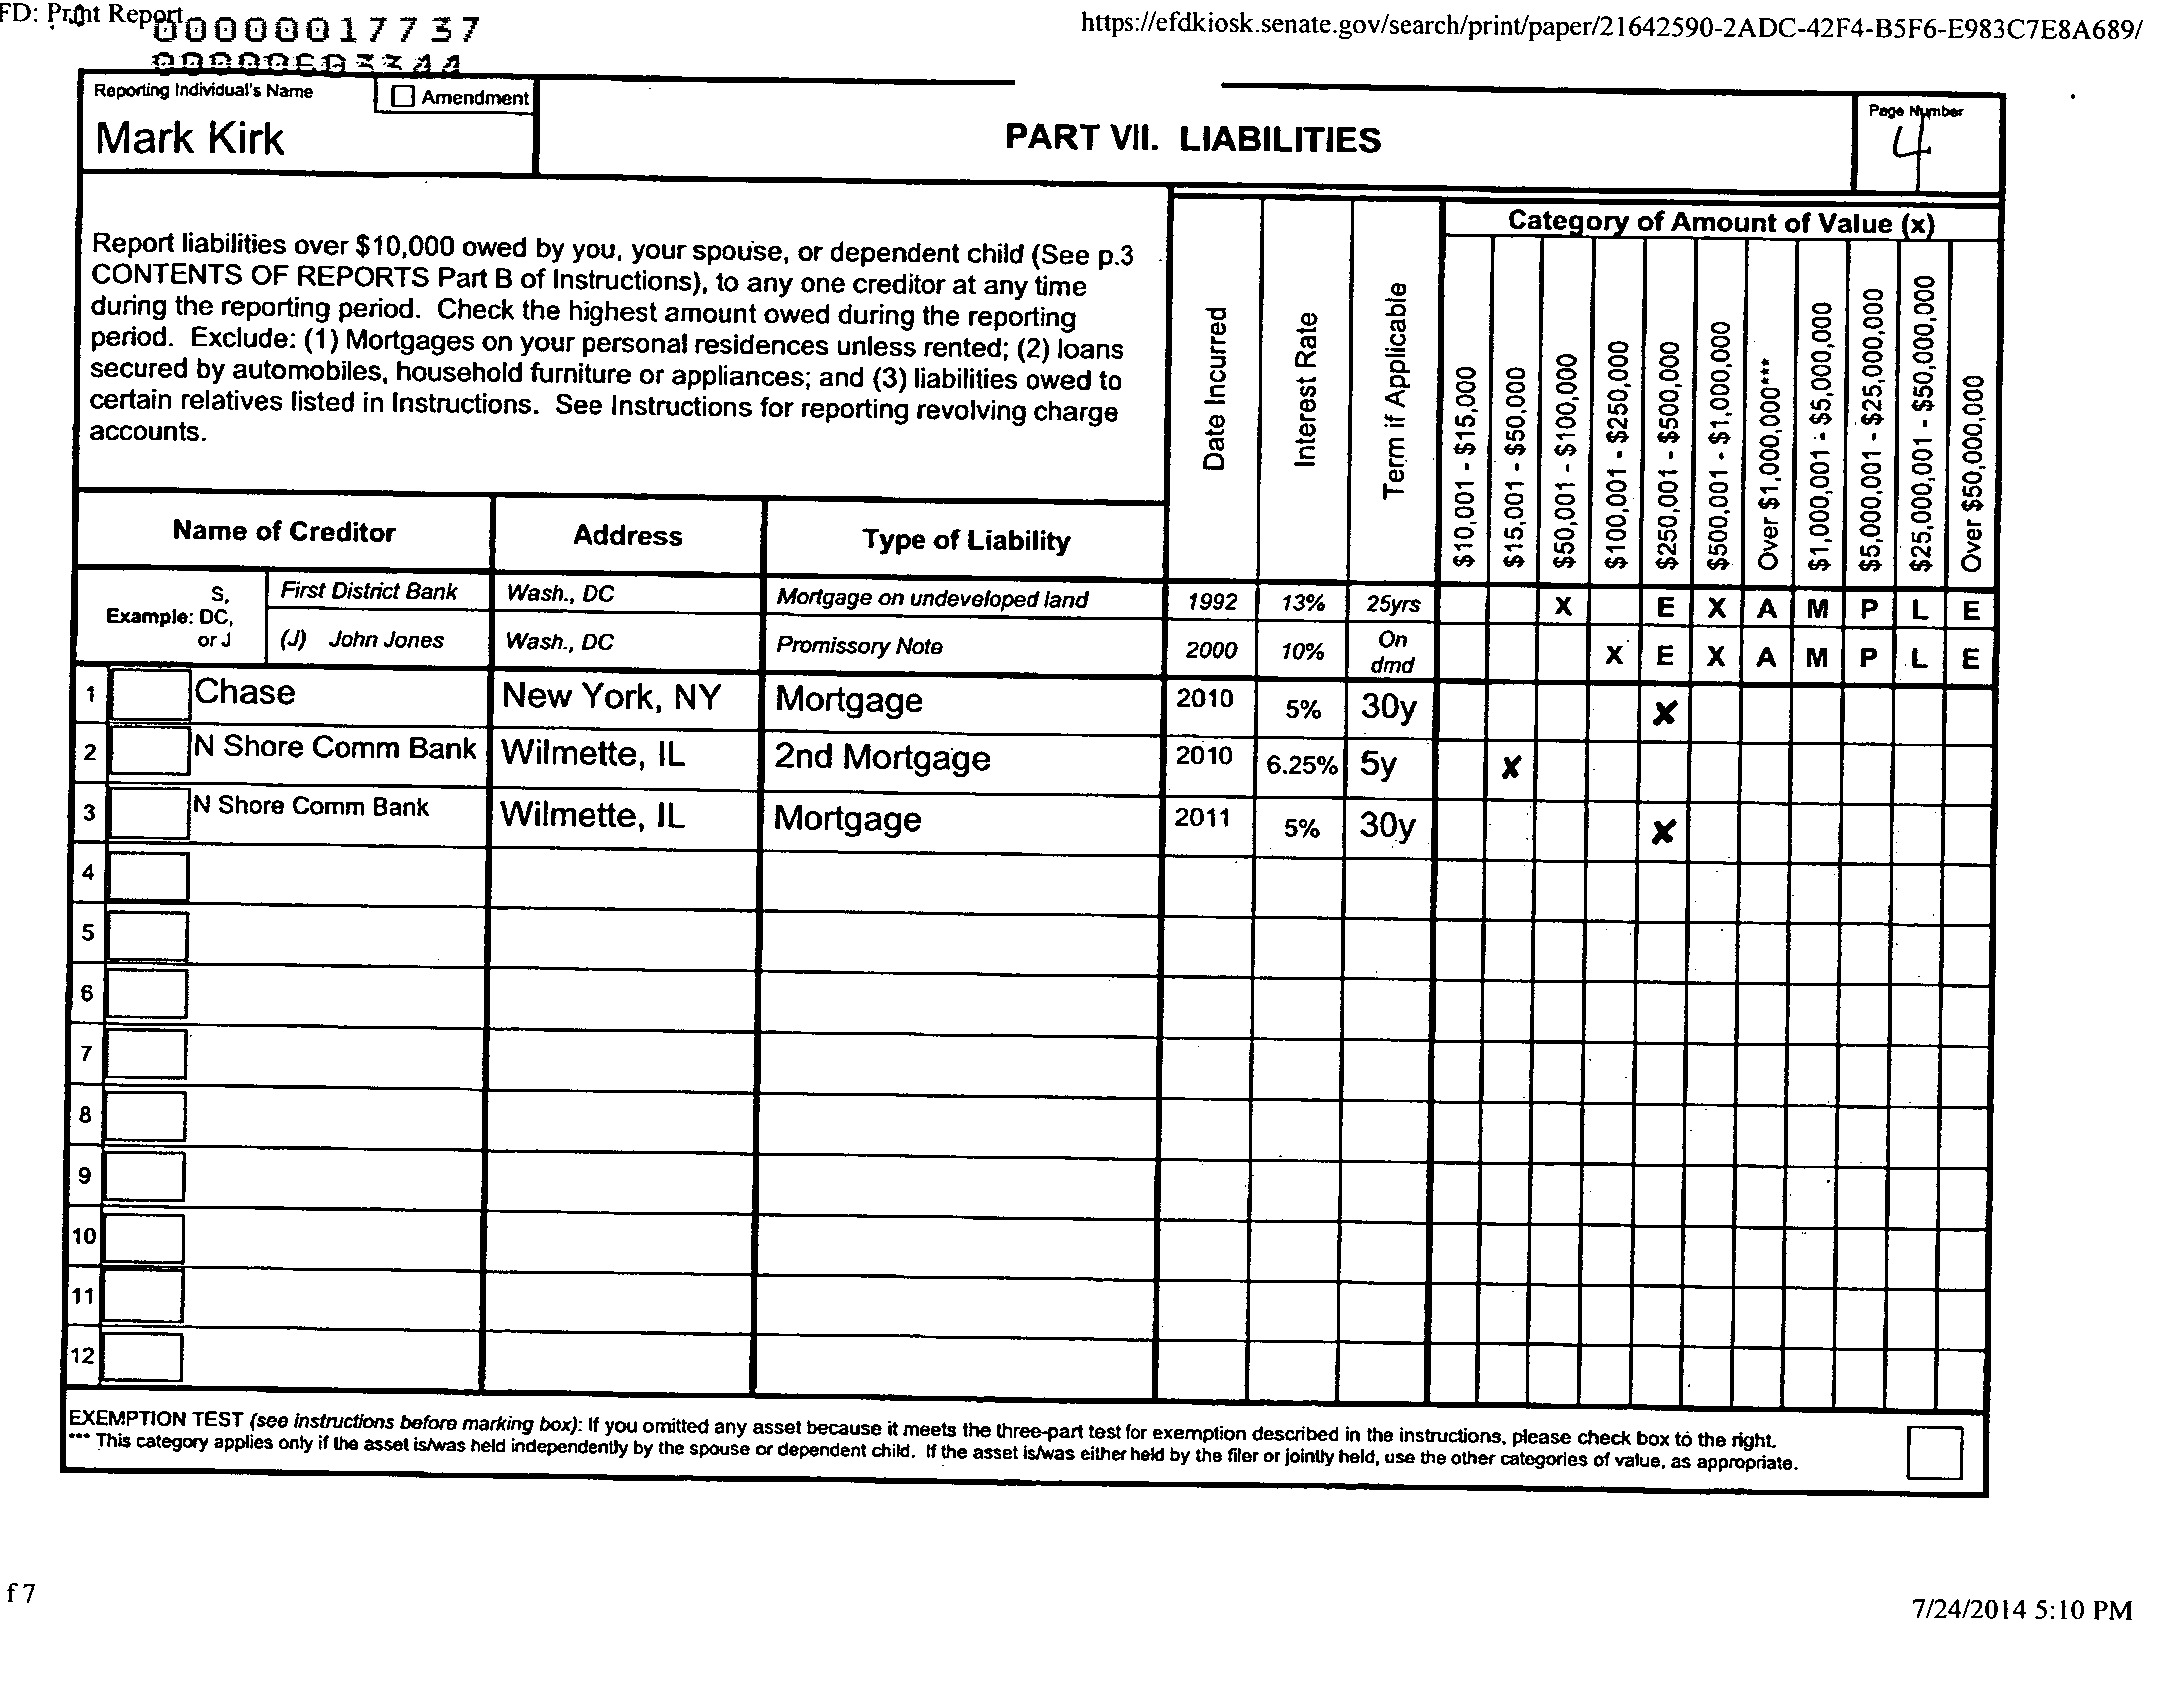 FD: Print Report
https://efdkiosk.senate.gov/search/print/paper/21642590-2ADC-42F4-B5F6-E983C7E8A689/
00000017737
Reporting Individual's Name
Amendment
Mark Kirk
PART VII. LIABILITIES
Page Number
4
Report liabilities over $10,000 owed by you, your spouse, or dependent child (See p.3
CONTENTS OF REPORTS Part B of Instructions), to any one creditor at any time
during the reporting period. Check the highest amount owed during the reporting
period. Exclude: (1) Mortgages on your personal residences unless rented; (2) loans
secured by automobiles, household furniture or appliances; and (3) liabilities owed to
certain relatives listed in Instructions. See Instructions for reporting revolving charge
accounts.
Category of Amount of Value (x)
Date Incurred
Interest Rate
Term if Applicable
$10,001 - $15,000
$15,001 - $50,000
$50,001 - $100,000
$100,001 - $250,000
$250,001 - $500,000
$500,001 - $1,000,000
Over $1,000,000***
$1,000,001 - $5,000,000
$5,000,001 - $25,000,000
$25,000,001 - $50,000,000
Over $50,000,000
Name of Creditor Address Type of Liability
Example: S, DC, or J
First District Bank Wash., DC Mortgage on undeveloped land 1992 13% 25yrs X E X A M P L E
(J) John Jones Wash., DC Promissory Note 2000 10% On dmd X E X A M P L E
1 Chase New York, NY Mortgage 2010 5% 30y X
2 N Shore Comm Bank Wilmette, IL 2nd Mortgage 2010 6.25% 5y X
3 N Shore Comm Bank Wilmette, IL Mortgage 2011 5% 30y X
4
5
6
7
8
9
10
11
12
EXEMPTION TEST (see instructions before marking box): If you omitted any asset because it meets the three-part test for exemption described in the instructions, please check box to the right.
*** This category applies only if the asset is/was held independently by the spouse or dependent child. If the asset is/was either held by the filer or jointly held, use the other categories of value, as appropriate.
f 7
7/24/2014 5:10 PM